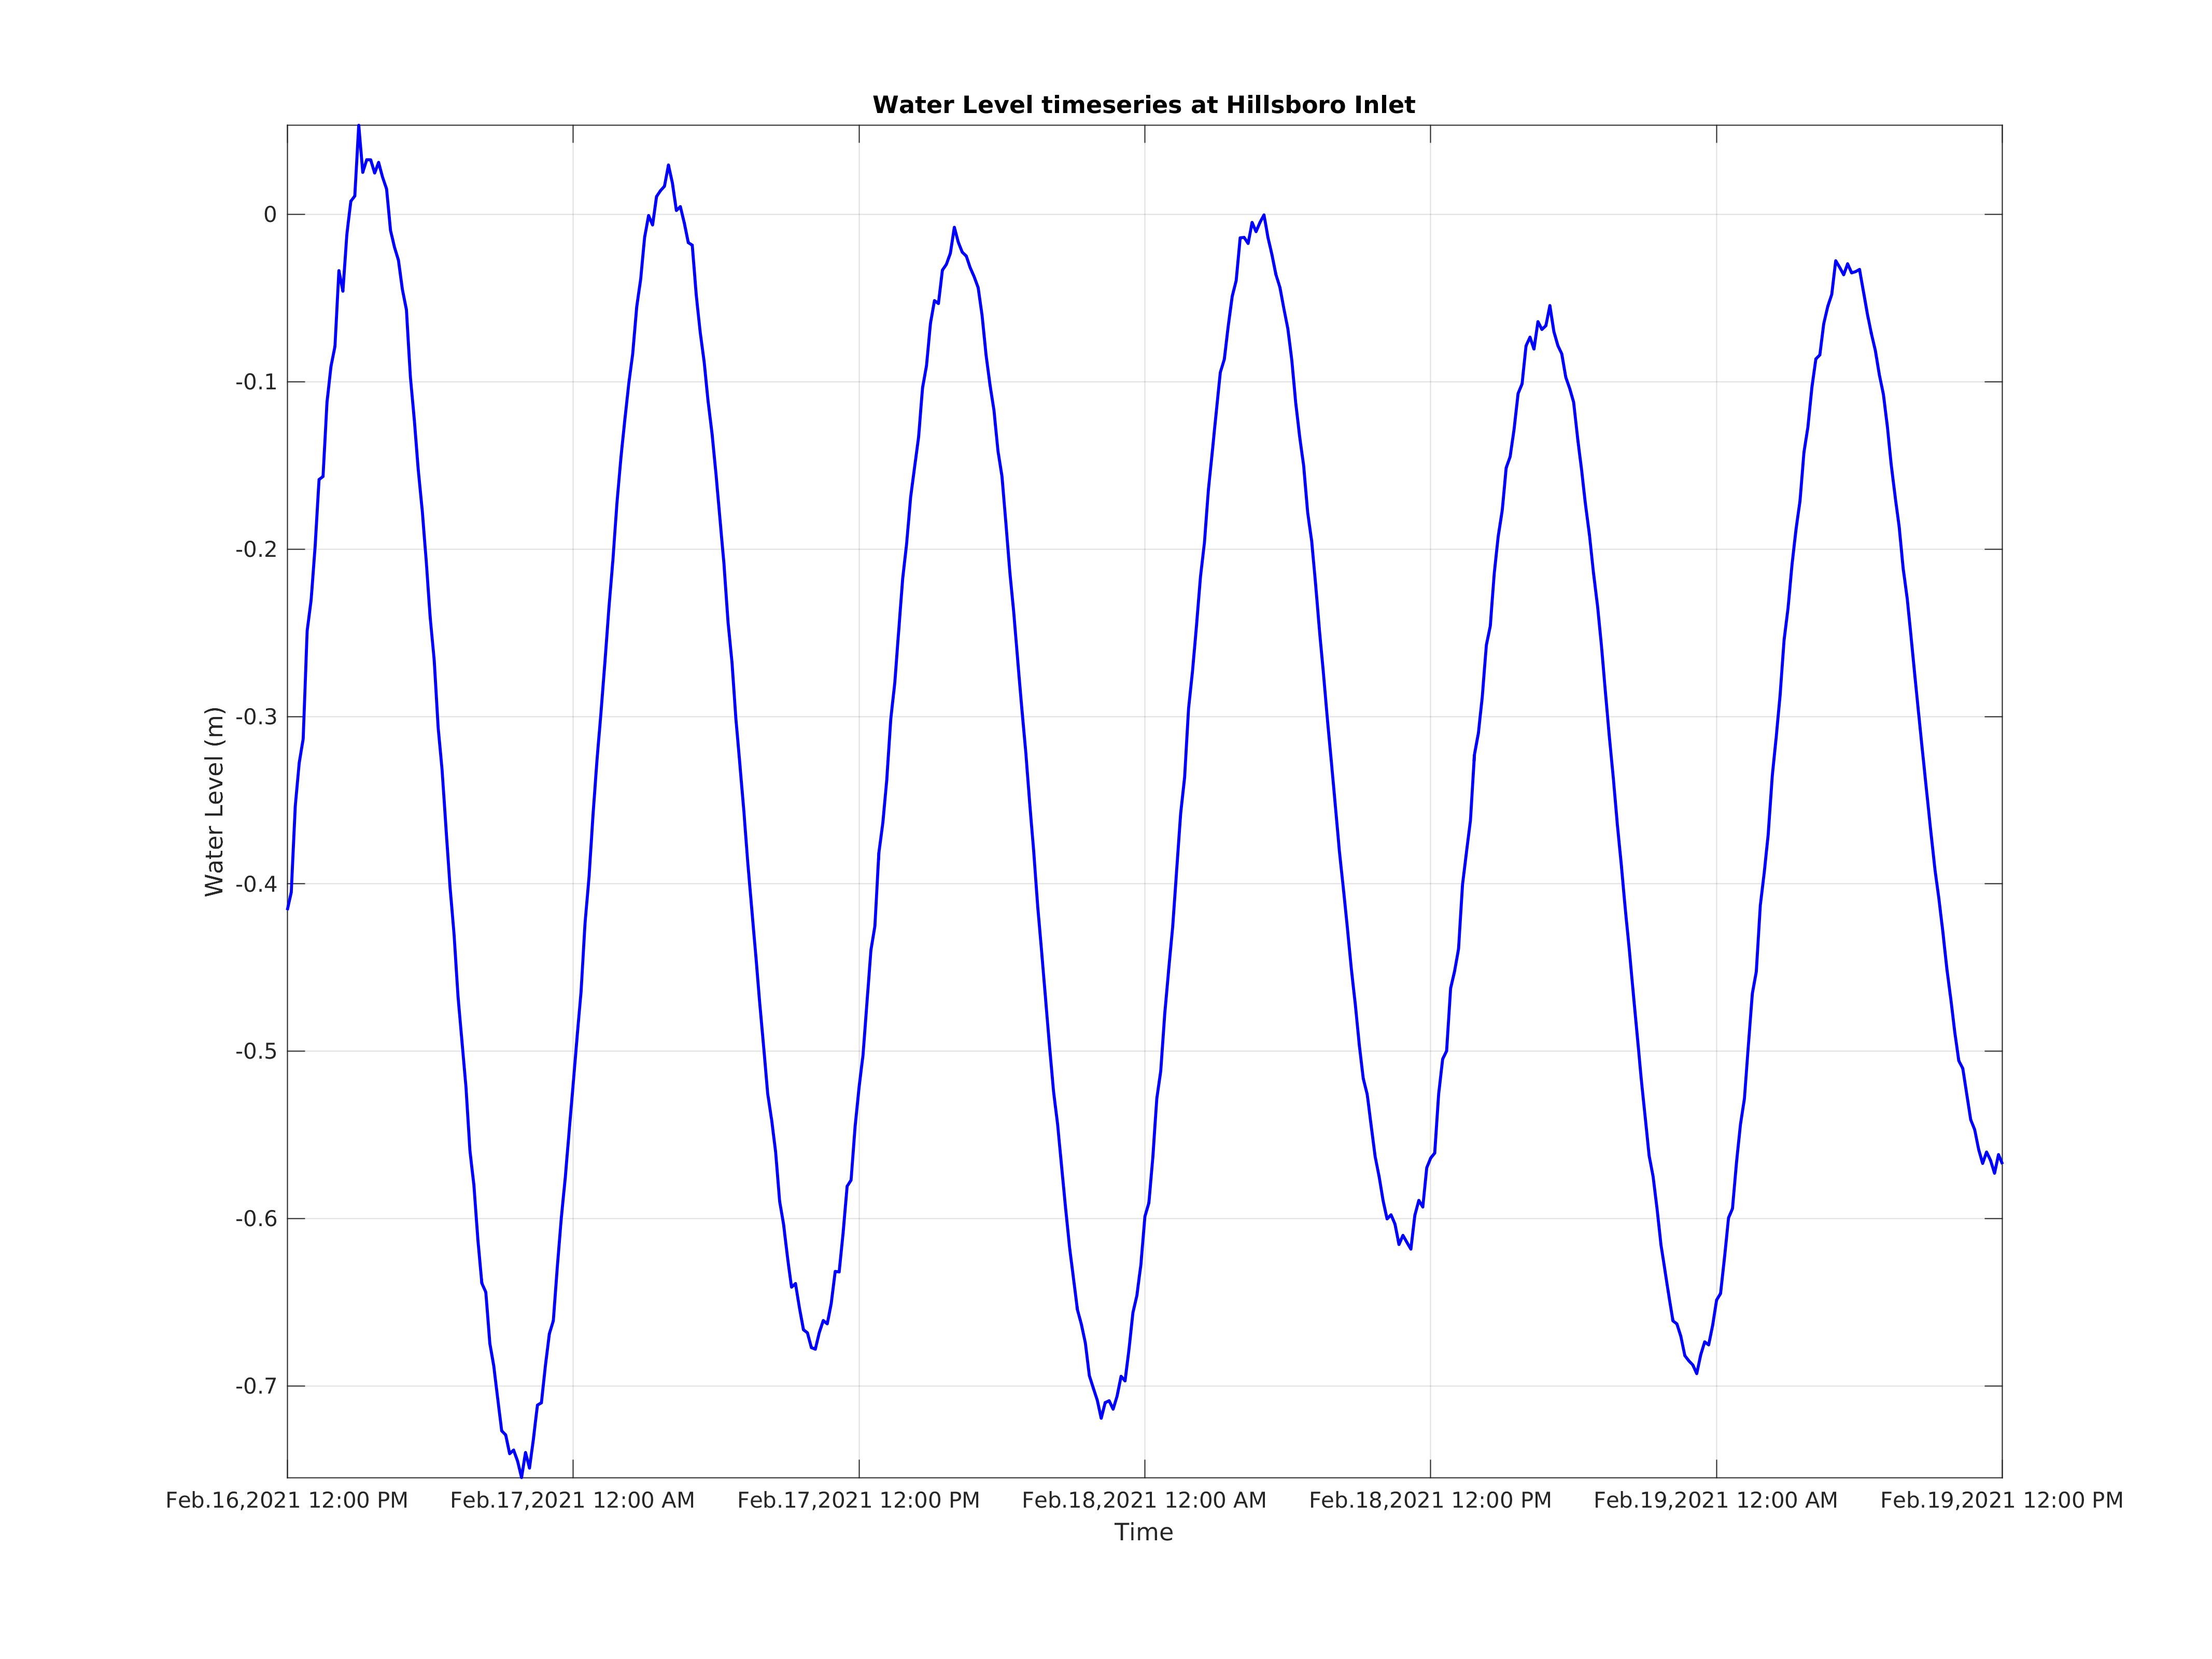 Water Level timeseries at Hillsboro Inlet
0
-0.1
-0.2
-0.3
-0.4
-0.5
-0.6
-0.7
Water Level (m)
Feb.16,2021 12:00 PM
Feb.17,2021 12:00 AM
Feb.17,2021 12:00 PM
Feb.18,2021 12:00 AM
Feb.18,2021 12:00 PM
Feb.19,2021 12:00 AM
Feb.19,2021 12:00 PM
Time